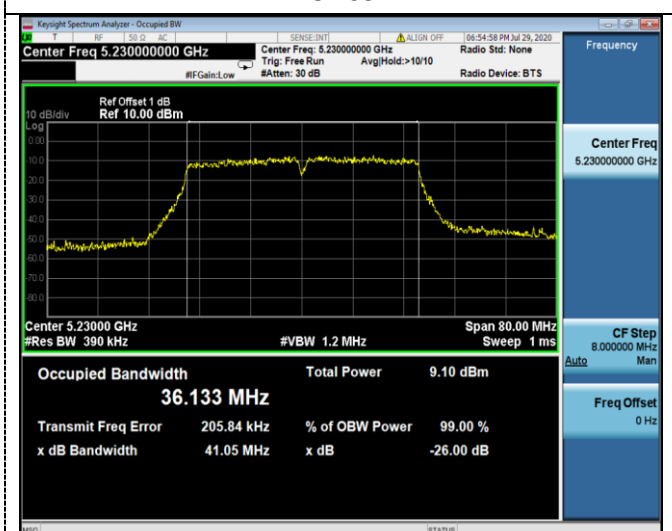 Keysight Spectrum Analyzer - Occupied BW
T RF 50 Ω AC SENSE:INT ALIGN OFF 06:54:58 PM Jul 29, 2020
Center Freq 5.230000000 GHz
Center Freq: 5.230000000 GHz
Radio Std: None
Trig: Free Run Avg|Hold:>10/10
#IFGain:Low
#Atten: 30 dB
Radio Device: BTS
Ref Offset 1 dB
10 dB/div Ref 10.00 dBm
Log
0.00
-10.0
-20.0
-30.0
-40.0
-50.0
-60.0
-70.0
-80.0
Center 5.23000 GHz Span 80.00 MHz
#Res BW 390 kHz #VBW 1.2 MHz Sweep 1 ms
Occupied Bandwidth Total Power 9.10 dBm
36.133 MHz
Transmit Freq Error 205.84 kHz % of OBW Power 99.00 %
x dB Bandwidth 41.05 MHz x dB -26.00 dB
MSG STATUS
Frequency
Center Freq
5.230000000 GHz
CF Step
8.000000 MHz
Auto Man
Freq Offset
0 Hz